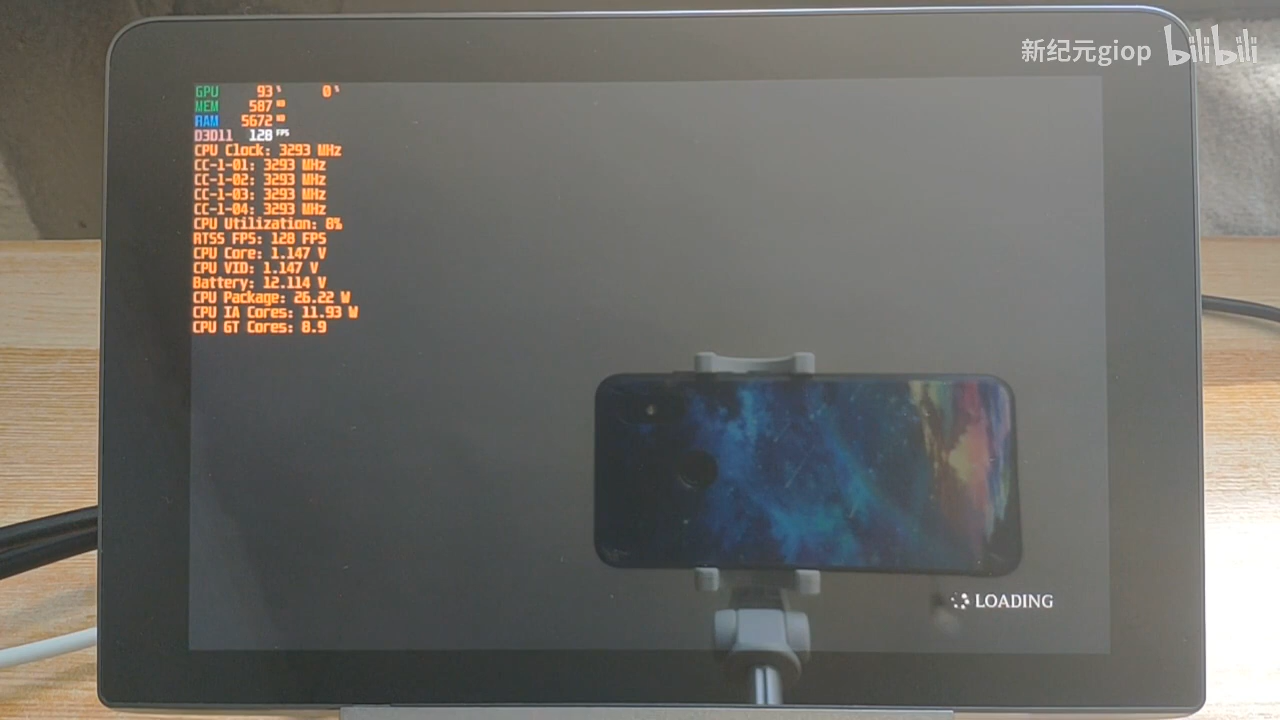 新纪元giop bilibili
GPU 93 % 0 %
MEM 587 MB
RAM 5672 MB
D3D11 128 FPS
CPU Clock: 3293 MHz
CC-1-01: 3293 MHz
CC-1-02: 3293 MHz
CC-1-03: 3293 MHz
CC-1-04: 3293 MHz
CPU Utilization: 8%
RTSS FPS: 128 FPS
CPU Core: 1.147 V
CPU VID: 1.147 V
Battery: 12.114 V
CPU Package: 26.22 W
CPU IA Cores: 11.93 W
CPU GT Cores: 8.9
LOADING